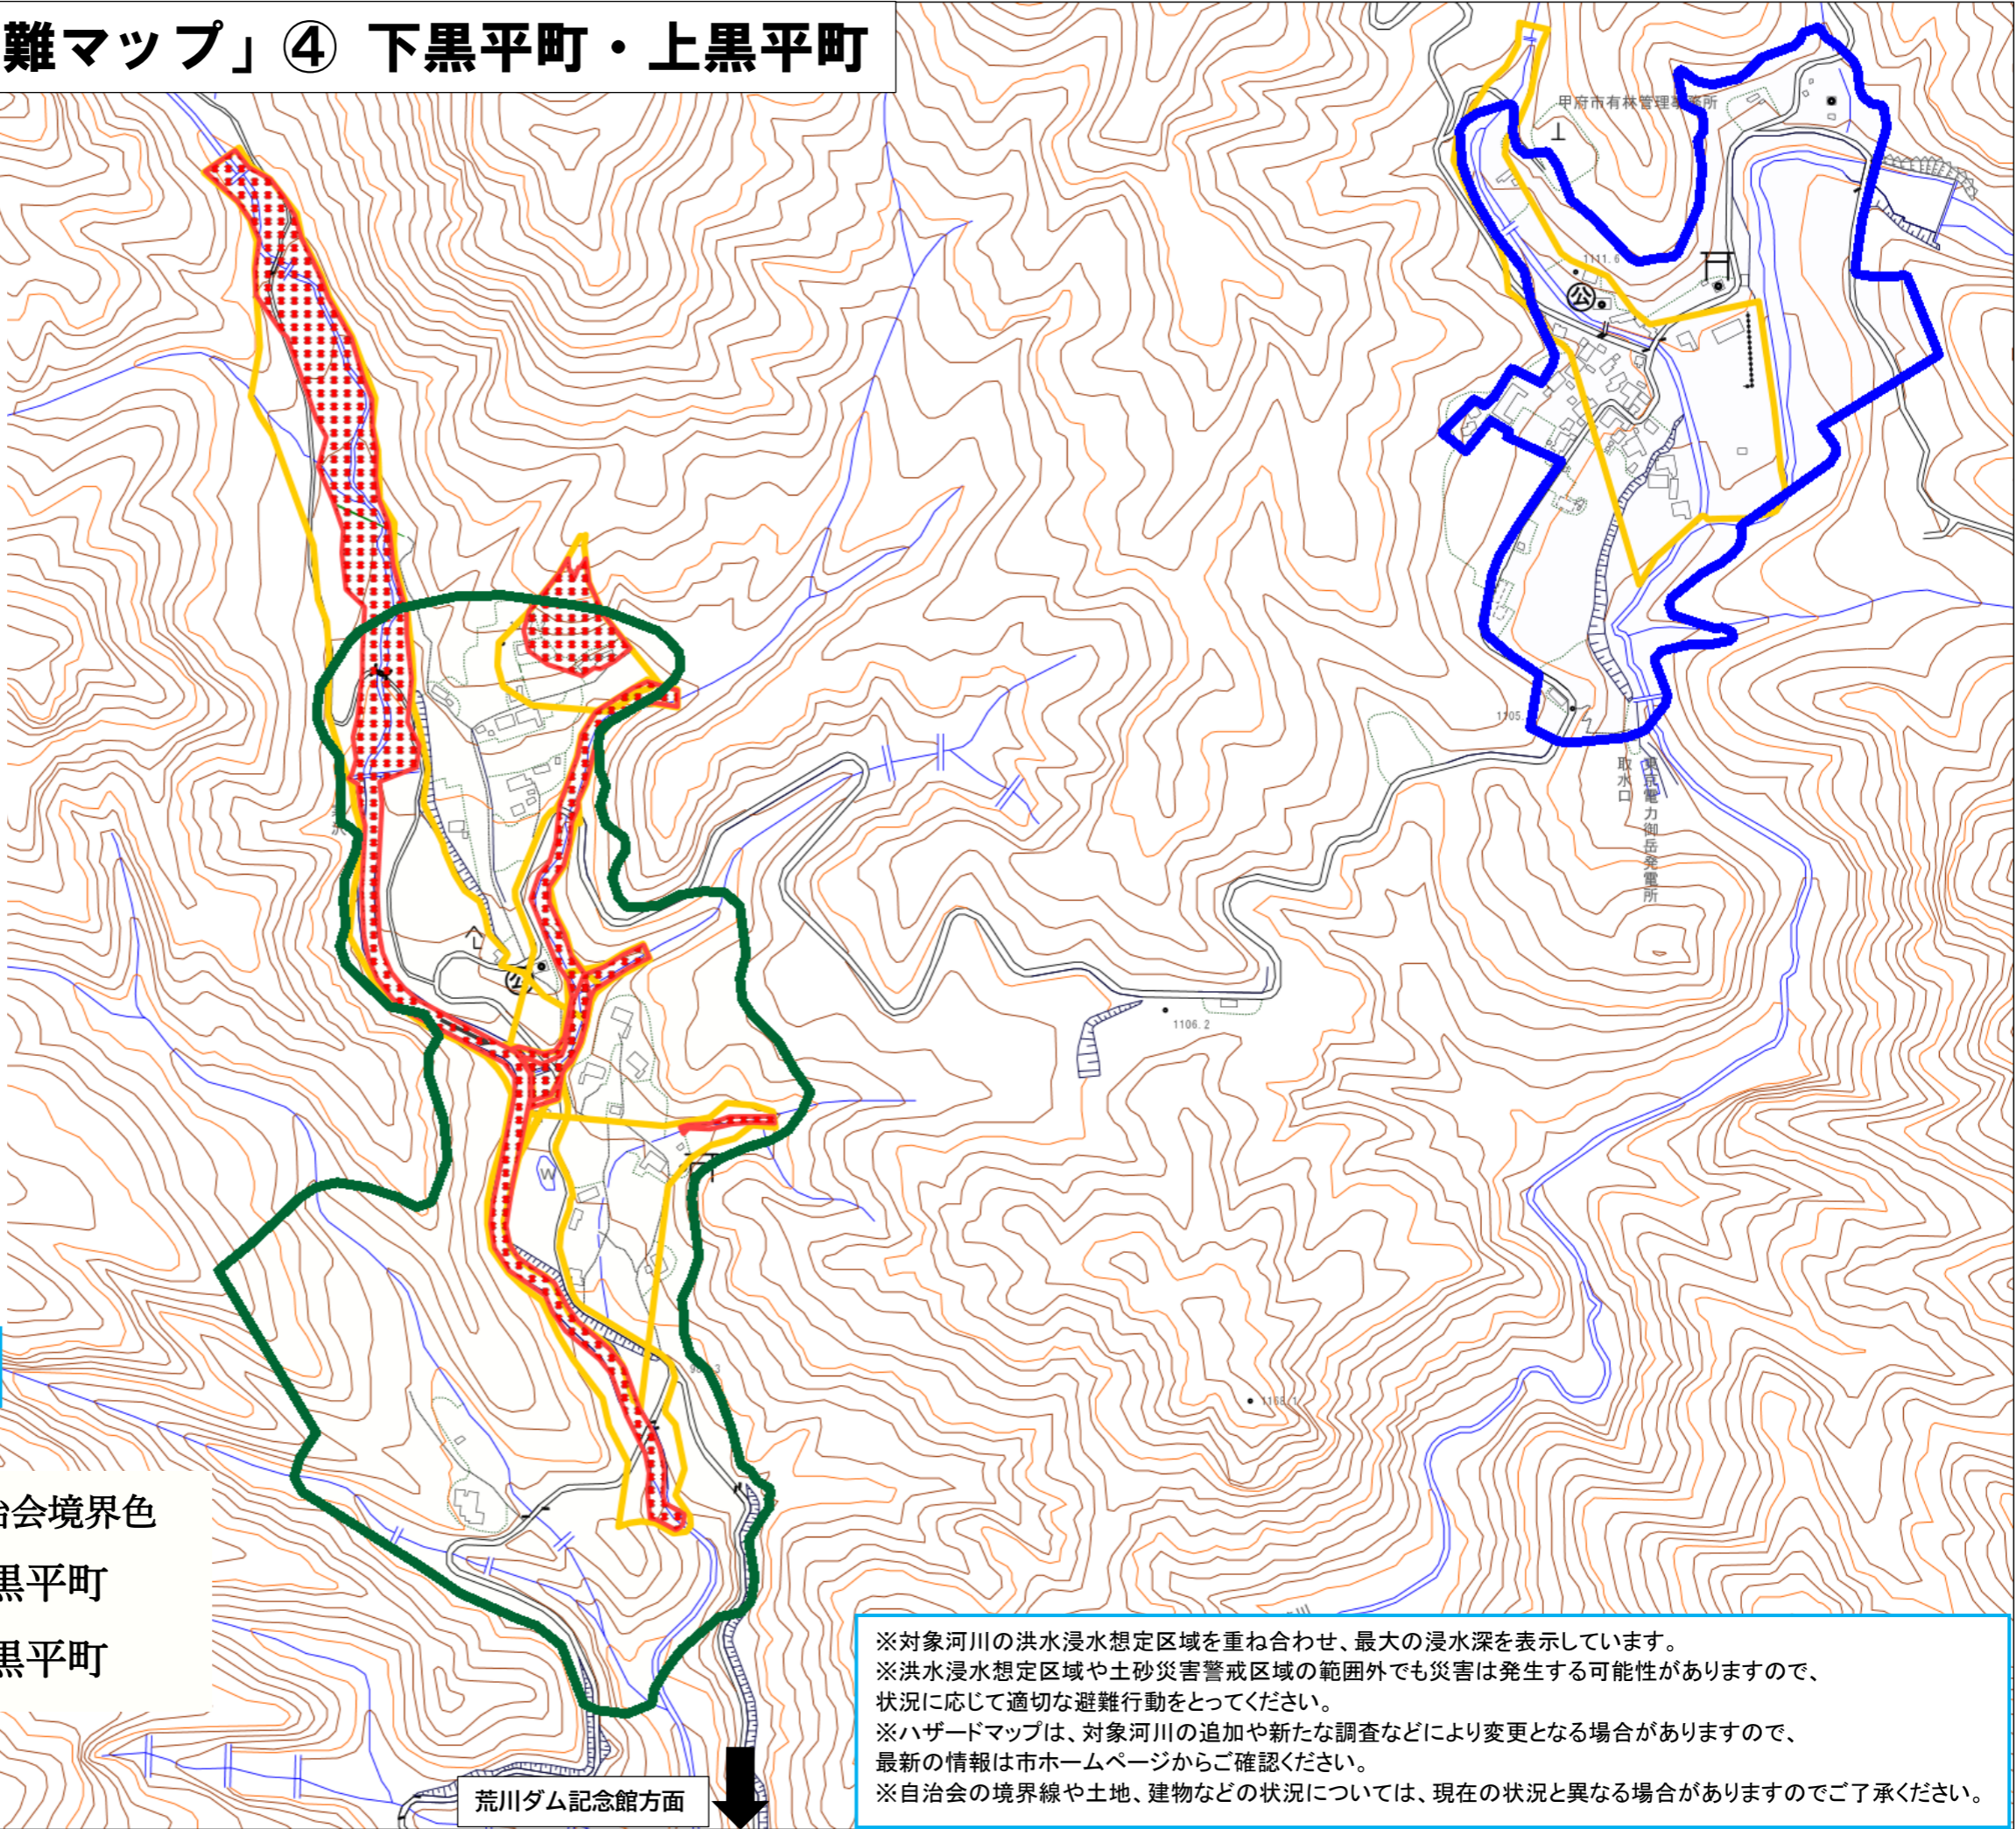 難マップ」④ 下黒平町・上黒平町
甲府市有林管理事務所
1111.6
公
1105.
取水口
東京電力御岳発電所
沢
公
1106.2
W
1168.1
治会境界色
黒平町
黒平町
荒川ダム記念館方面
※対象河川の洪水浸水想定区域を重ね合わせ、最大の浸水深を表示しています。
※洪水浸水想定区域や土砂災害警戒区域の範囲外でも災害は発生する可能性がありますので、
状況に応じて適切な避難行動をとってください。
※ハザードマップは、対象河川の追加や新たな調査などにより変更となる場合がありますので、
最新の情報は市ホームページからご確認ください。
※自治会の境界線や土地、建物などの状況については、現在の状況と異なる場合がありますのでご了承ください。